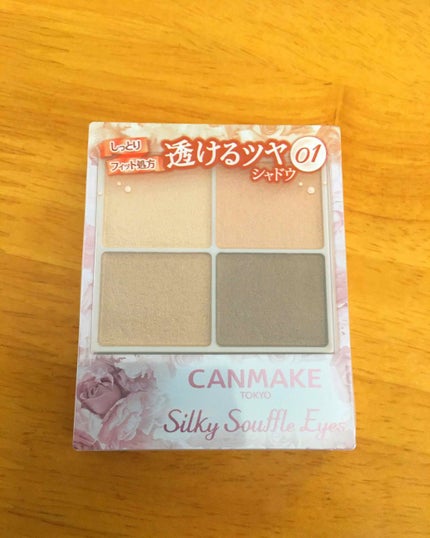 しっとり
フィット処方
透けるツヤ
シャドウ
01
CANMAKE
TOKYO
Silky Souffle Eyes